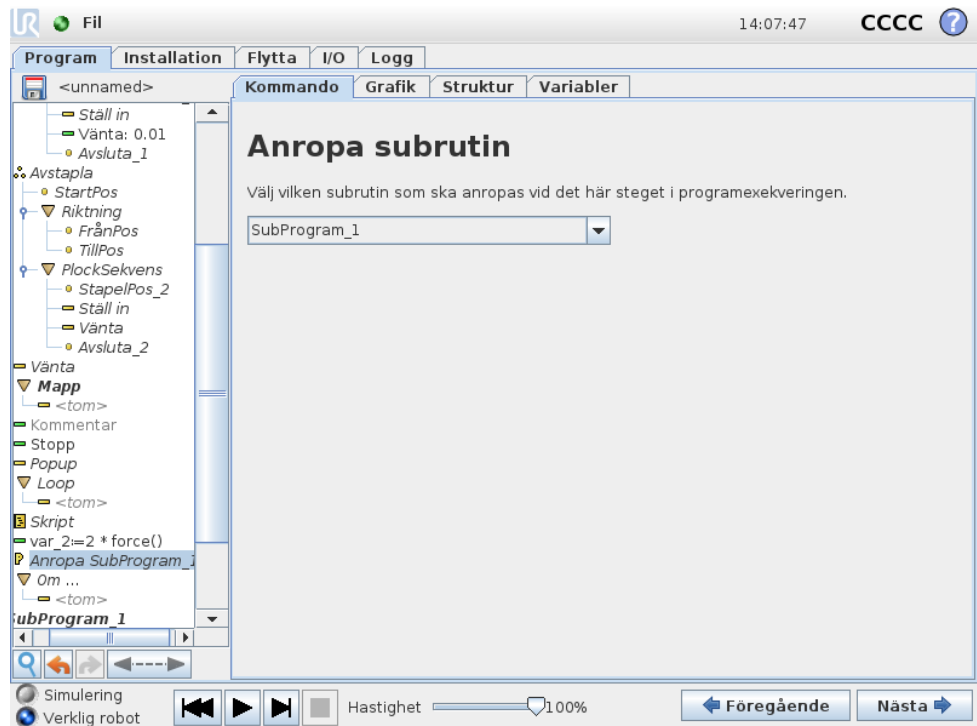 UR Fil 14:07:47 CCCC ?
Program Installation Flytta I/O Logg
<unnamed>
Kommando Grafik Struktur Variabler
Ställ in
Vänta: 0.01
Avsluta_1
Avstapla
StartPos
Riktning
FrånPos
TillPos
PlockSekvens
StapelPos_2
Ställ in
Vänta
Avsluta_2
Vänta
Mapp
<tom>
Kommentar
Stopp
Popup
Loop
<tom>
Skript
var_2:=2 * force()
P Anropa SubProgram_1
Om ...
<tom>
SubProgram_1
Anropa subrutin
Välj vilken subrutin som ska anropas vid det här steget i programexekveringen.
SubProgram_1
Simulering
Verklig robot
Hastighet 100%
Föregående Nästa